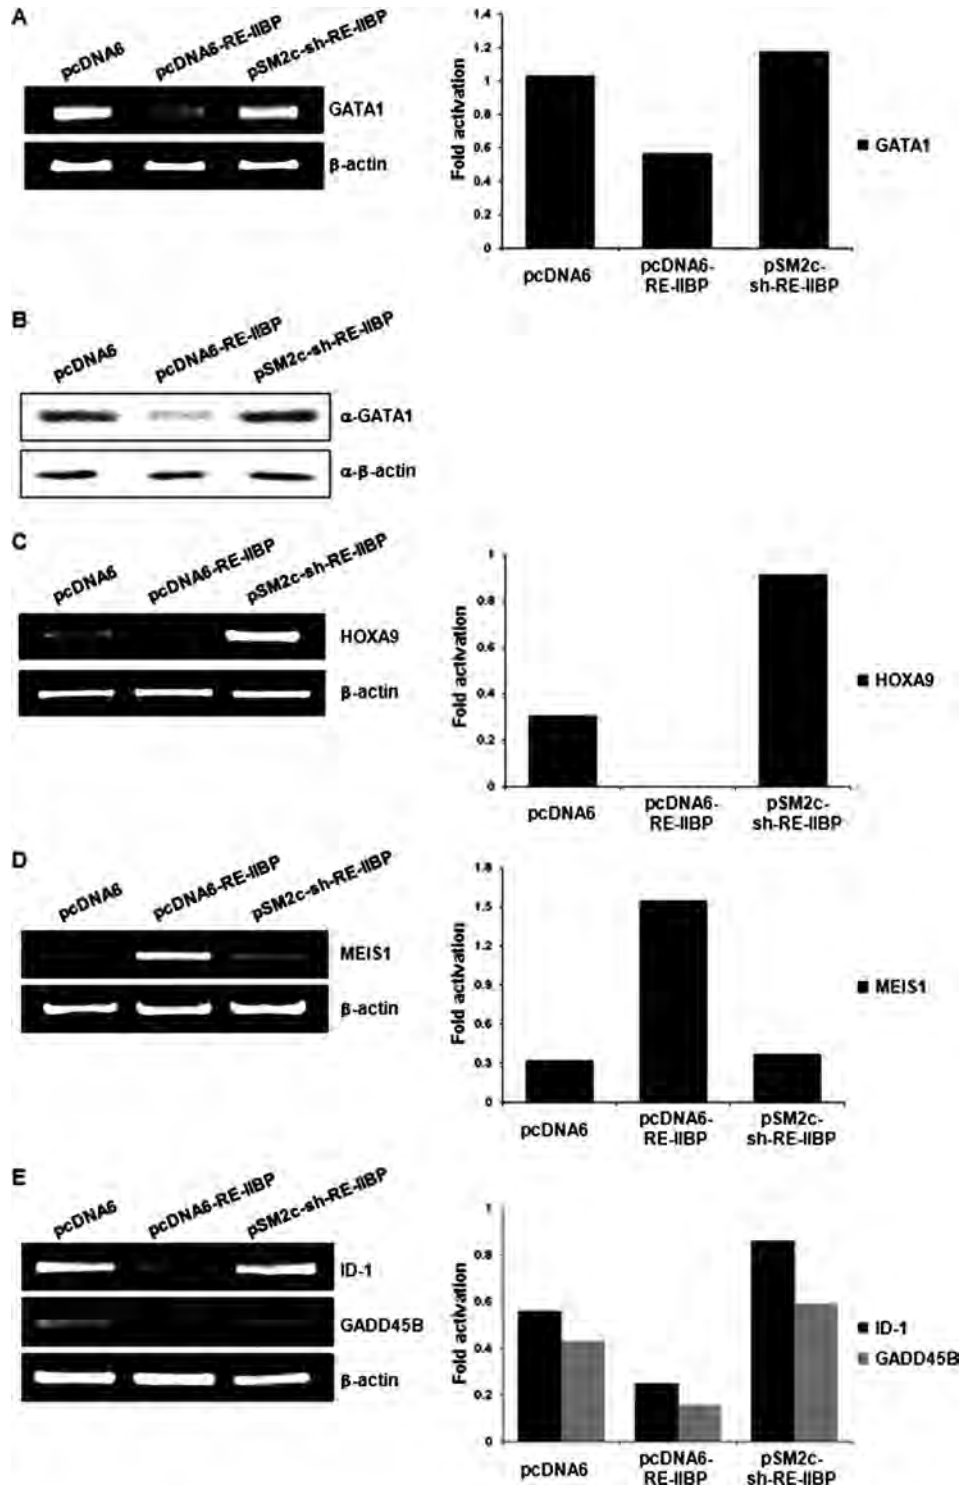 A
pcDNA6
pcDNA6-RE-IIBP
pSM2c-sh-RE-IIBP
GATA1
β-actin
Fold activation
1.4
1.2
1
0.8
0.6
0.4
0.2
0
pcDNA6
pcDNA6-
RE-IIBP
pSM2c-
sh-RE-IIBP
GATA1
B
pcDNA6
pcDNA6-RE-IIBP
pSM2c-sh-RE-IIBP
α-GATA1
α-β-actin
C
pcDNA6
pcDNA6-RE-IIBP
pSM2c-sh-RE-IIBP
HOXA9
β-actin
Fold activation
1
0.8
0.6
0.4
0.2
0
pcDNA6
pcDNA6-
RE-IIBP
pSM2c-
sh-RE-IIBP
HOXA9
D
pcDNA6
pcDNA6-RE-IIBP
pSM2c-sh-RE-IIBP
MEIS1
β-actin
Fold activation
1.8
1.5
1.2
0.9
0.6
0.3
0
pcDNA6
pcDNA6-
RE-IIBP
pSM2c-
sh-RE-IIBP
MEIS1
E
pcDNA6
pcDNA6-RE-IIBP
pSM2c-sh-RE-IIBP
ID-1
GADD45B
β-actin
Fold activation
1
0.8
0.6
0.4
0.2
0
pcDNA6
pcDNA6-
RE-IIBP
pSM2c-
sh-RE-IIBP
ID-1
GADD45B